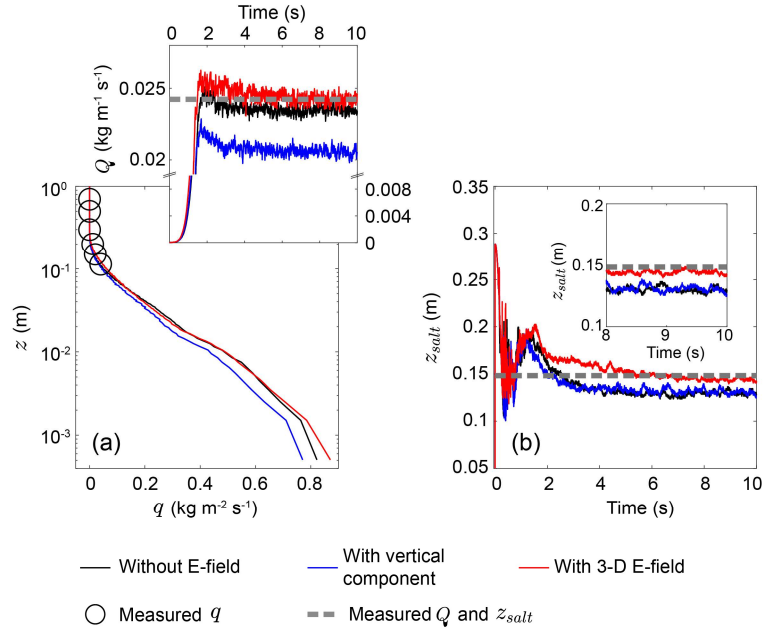 Time (s)
0 2 4 6 8 10
Q (kg m-1 s-1)
0.025
0.02
0.008
0.004
0
z (m)
10⁰
10-1
10-2
10-3
(a)
0 0.2 0.4 0.6 0.8
q (kg m-2 s-1)
zsalt (m)
0.35
0.3
0.25
0.2
0.15
0.1
0.05
(b)
0 2 4 6 8 10
Time (s)
zsalt (m)
0.2
0.15
0.1
8 9 10
Time (s)
Without E-field
With vertical
component
With 3-D E-field
Measured q
Measured Q and zsalt